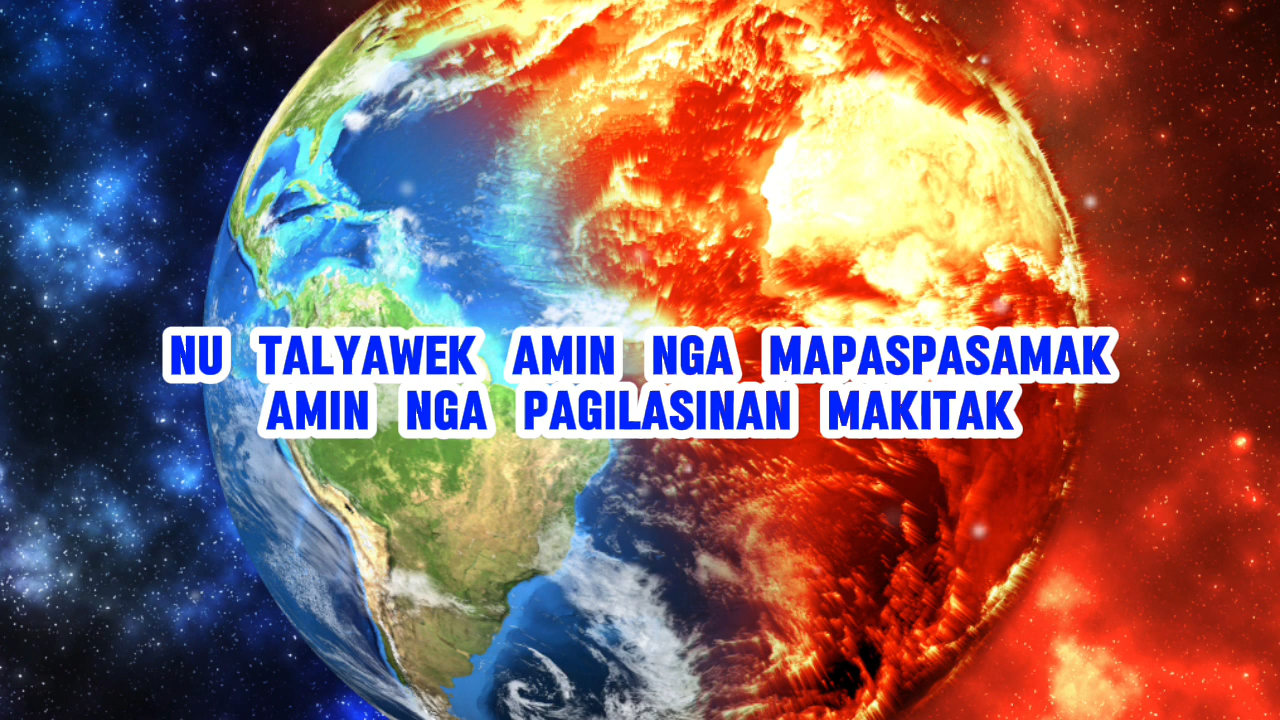 NU TALYAWEK AMIN NGA MAPASPASAMAK
AMIN NGA PAGILASINAN MAKITAK